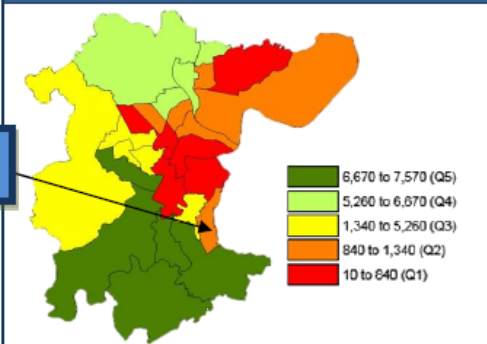 6,670 to 7,570 (Q5)
5,260 to 6,670 (Q4)
1,340 to 5,260 (Q3)
840 to 1,340 (Q2)
10 to 840 (Q1)